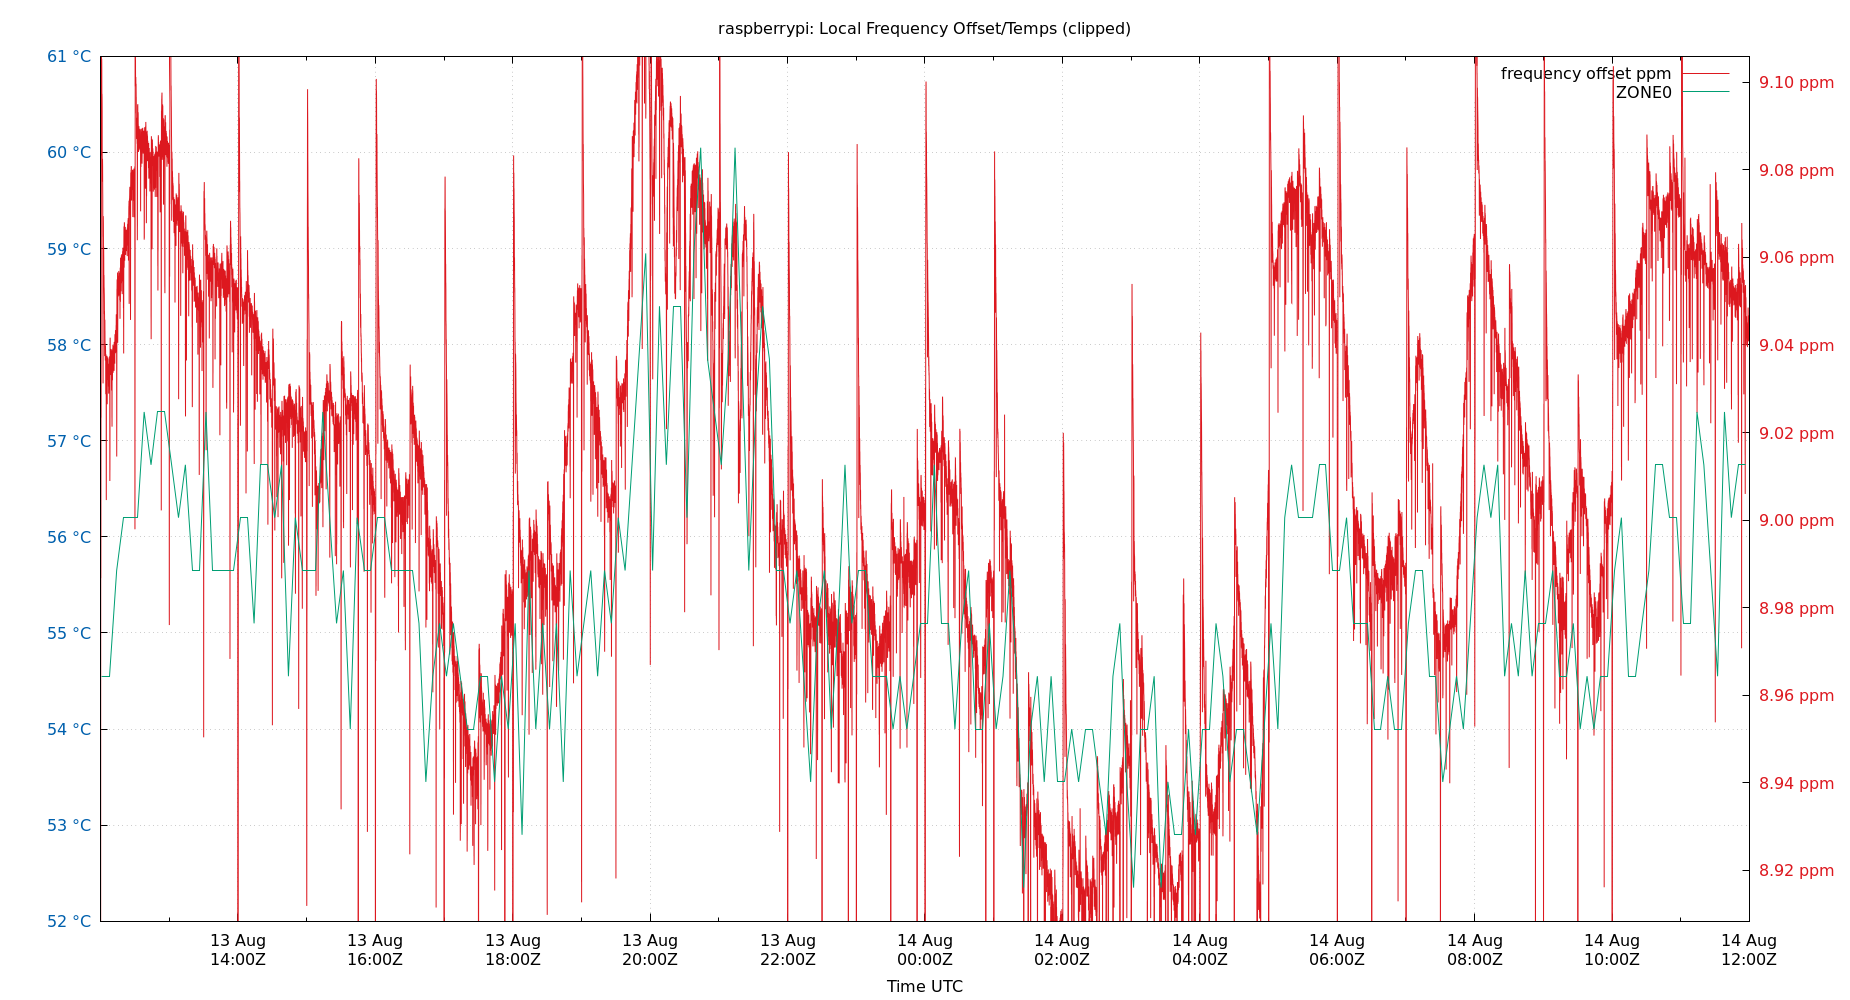 raspberrypi: Local Frequency Offset/Temps (clipped)
61 °C
60 °C
59 °C
58 °C
57 °C
56 °C
55 °C
54 °C
53 °C
52 °C
frequency offset ppm
ZONE0
9.10 ppm
9.08 ppm
9.06 ppm
9.04 ppm
9.02 ppm
9.00 ppm
8.98 ppm
8.96 ppm
8.94 ppm
8.92 ppm
13 Aug 13 Aug 13 Aug 13 Aug 13 Aug 14 Aug 14 Aug 14 Aug 14 Aug 14 Aug 14 Aug 14 Aug
14:00Z 16:00Z 18:00Z 20:00Z 22:00Z 00:00Z 02:00Z 04:00Z 06:00Z 08:00Z 10:00Z 12:00Z
Time UTC